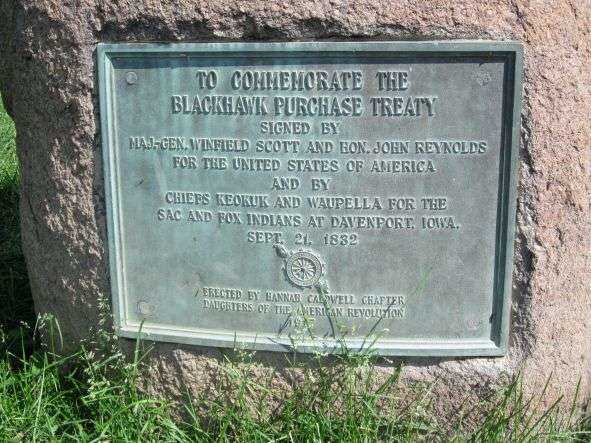 TO COMMEMORATE THE
BLACKHAWK PURCHASE TREATY
SIGNED BY
MAJ.-GEN. WINFIELD SCOTT AND HON. JOHN REYNOLDS
FOR THE UNITED STATES OF AMERICA
AND BY
CHIEFS KEOKUK AND WAUPELLA FOR THE
SAC AND FOX INDIANS AT DAVENPORT, IOWA,
SEPT. 21, 1832
ERECTED BY HANNAH CALDWELL CHAPTER
DAUGHTERS OF THE AMERICAN REVOLUTION